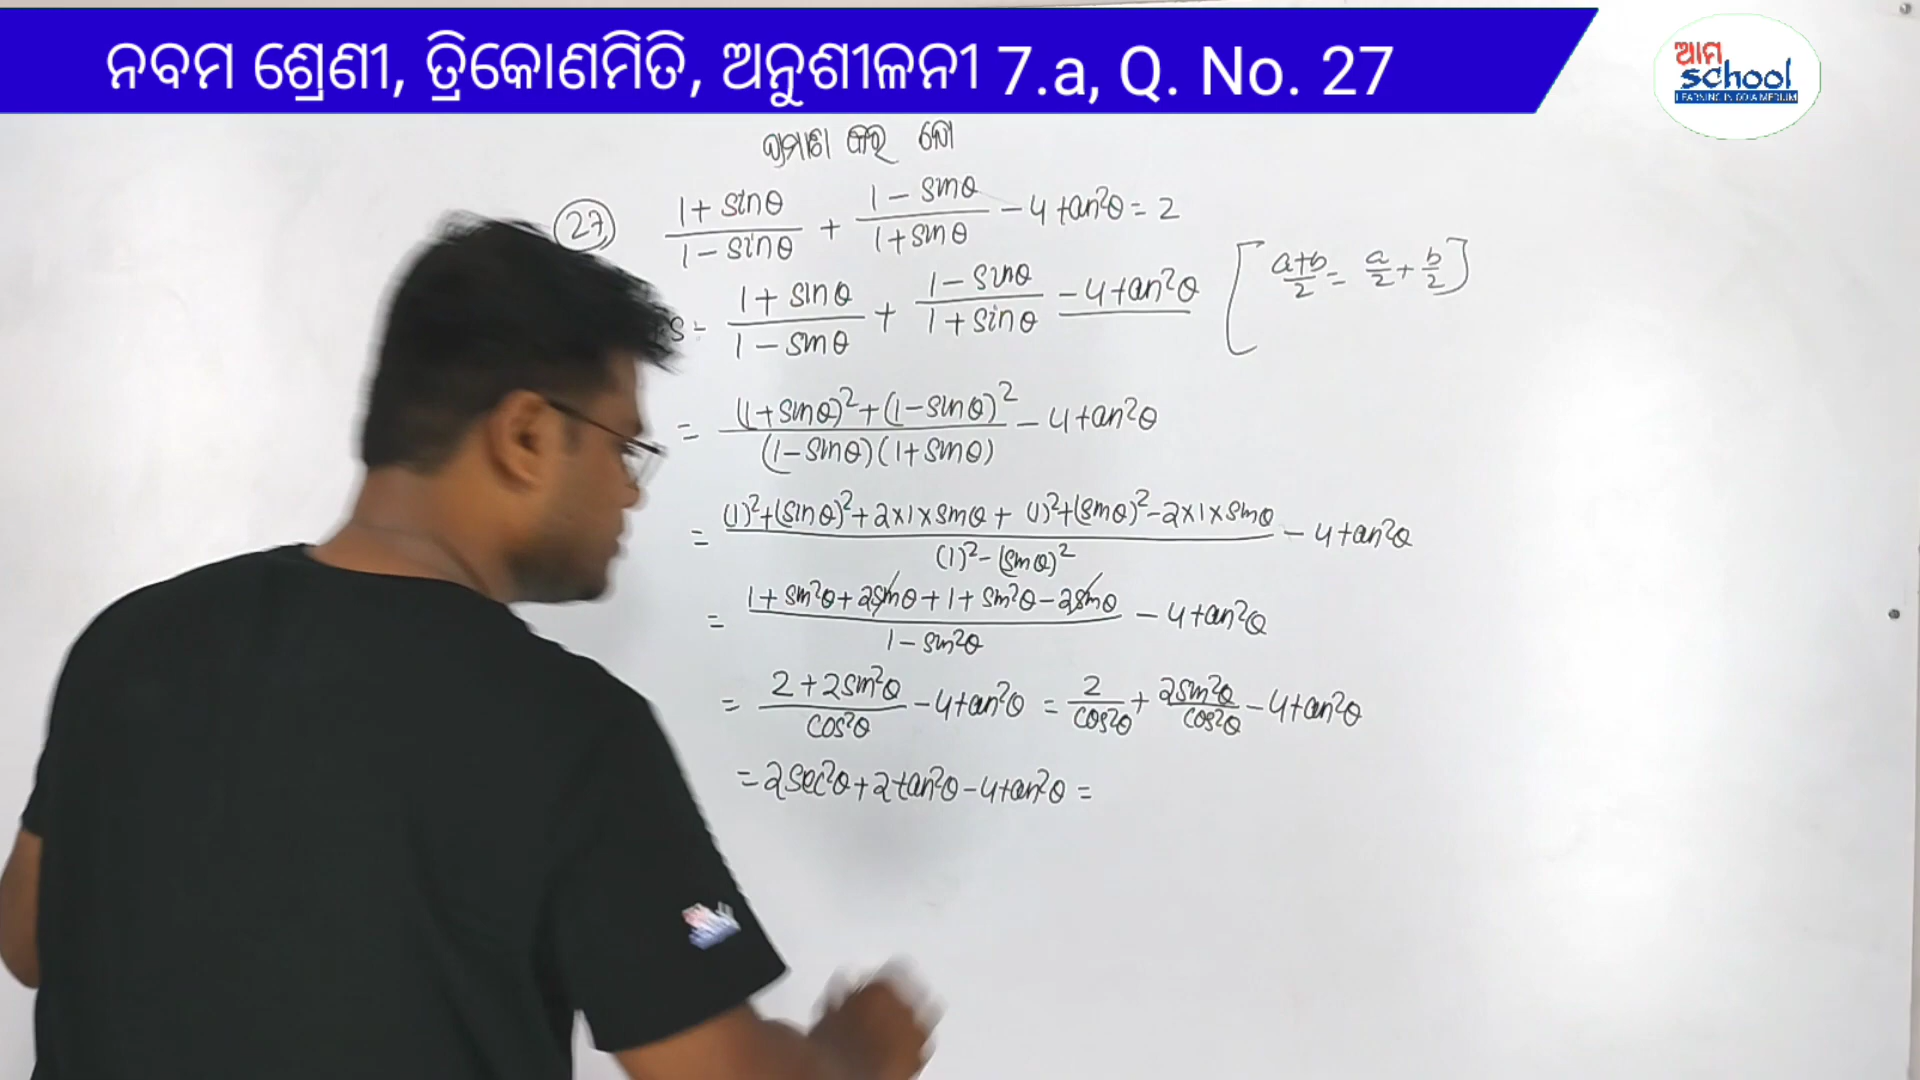 ନବମ ଶ୍ରେଣୀ, ତ୍ରିକୋଣମିତି, ଅନୁଶୀଳନୀ 7.a, Q. No. 27
ଆମ
school
LEARNING IN ODIA MEDIUM
ପ୍ରମାଣ କର ଯେ
(27) (1+sinθ)/(1-sinθ) + (1-sinθ)/(1+sinθ) - 4tan²θ = 2
S- (1+sinθ)/(1-sinθ) + (1-sinθ)/(1+sinθ) - 4tan²θ [(a+b)/2 = a/2 + b/2]
= ((1+sinθ)²+(1-sinθ)²)/((1-sinθ)(1+sinθ)) - 4tan²θ
= ((1)²+(sinθ)²+2×1×sinθ + (1)²+(sinθ)²-2×1×sinθ)/((1)²-(sinθ)²) - 4tan²θ
= (1+sin²θ+2sinθ+1+sin²θ-2sinθ)/(1-sin²θ) - 4tan²θ
= (2+2sin²θ)/(cos²θ) - 4tan²θ = 2/(cos²θ) + (2sin²θ)/(cos²θ) - 4tan²θ
= 2sec²θ+2tan²θ-4tan²θ =